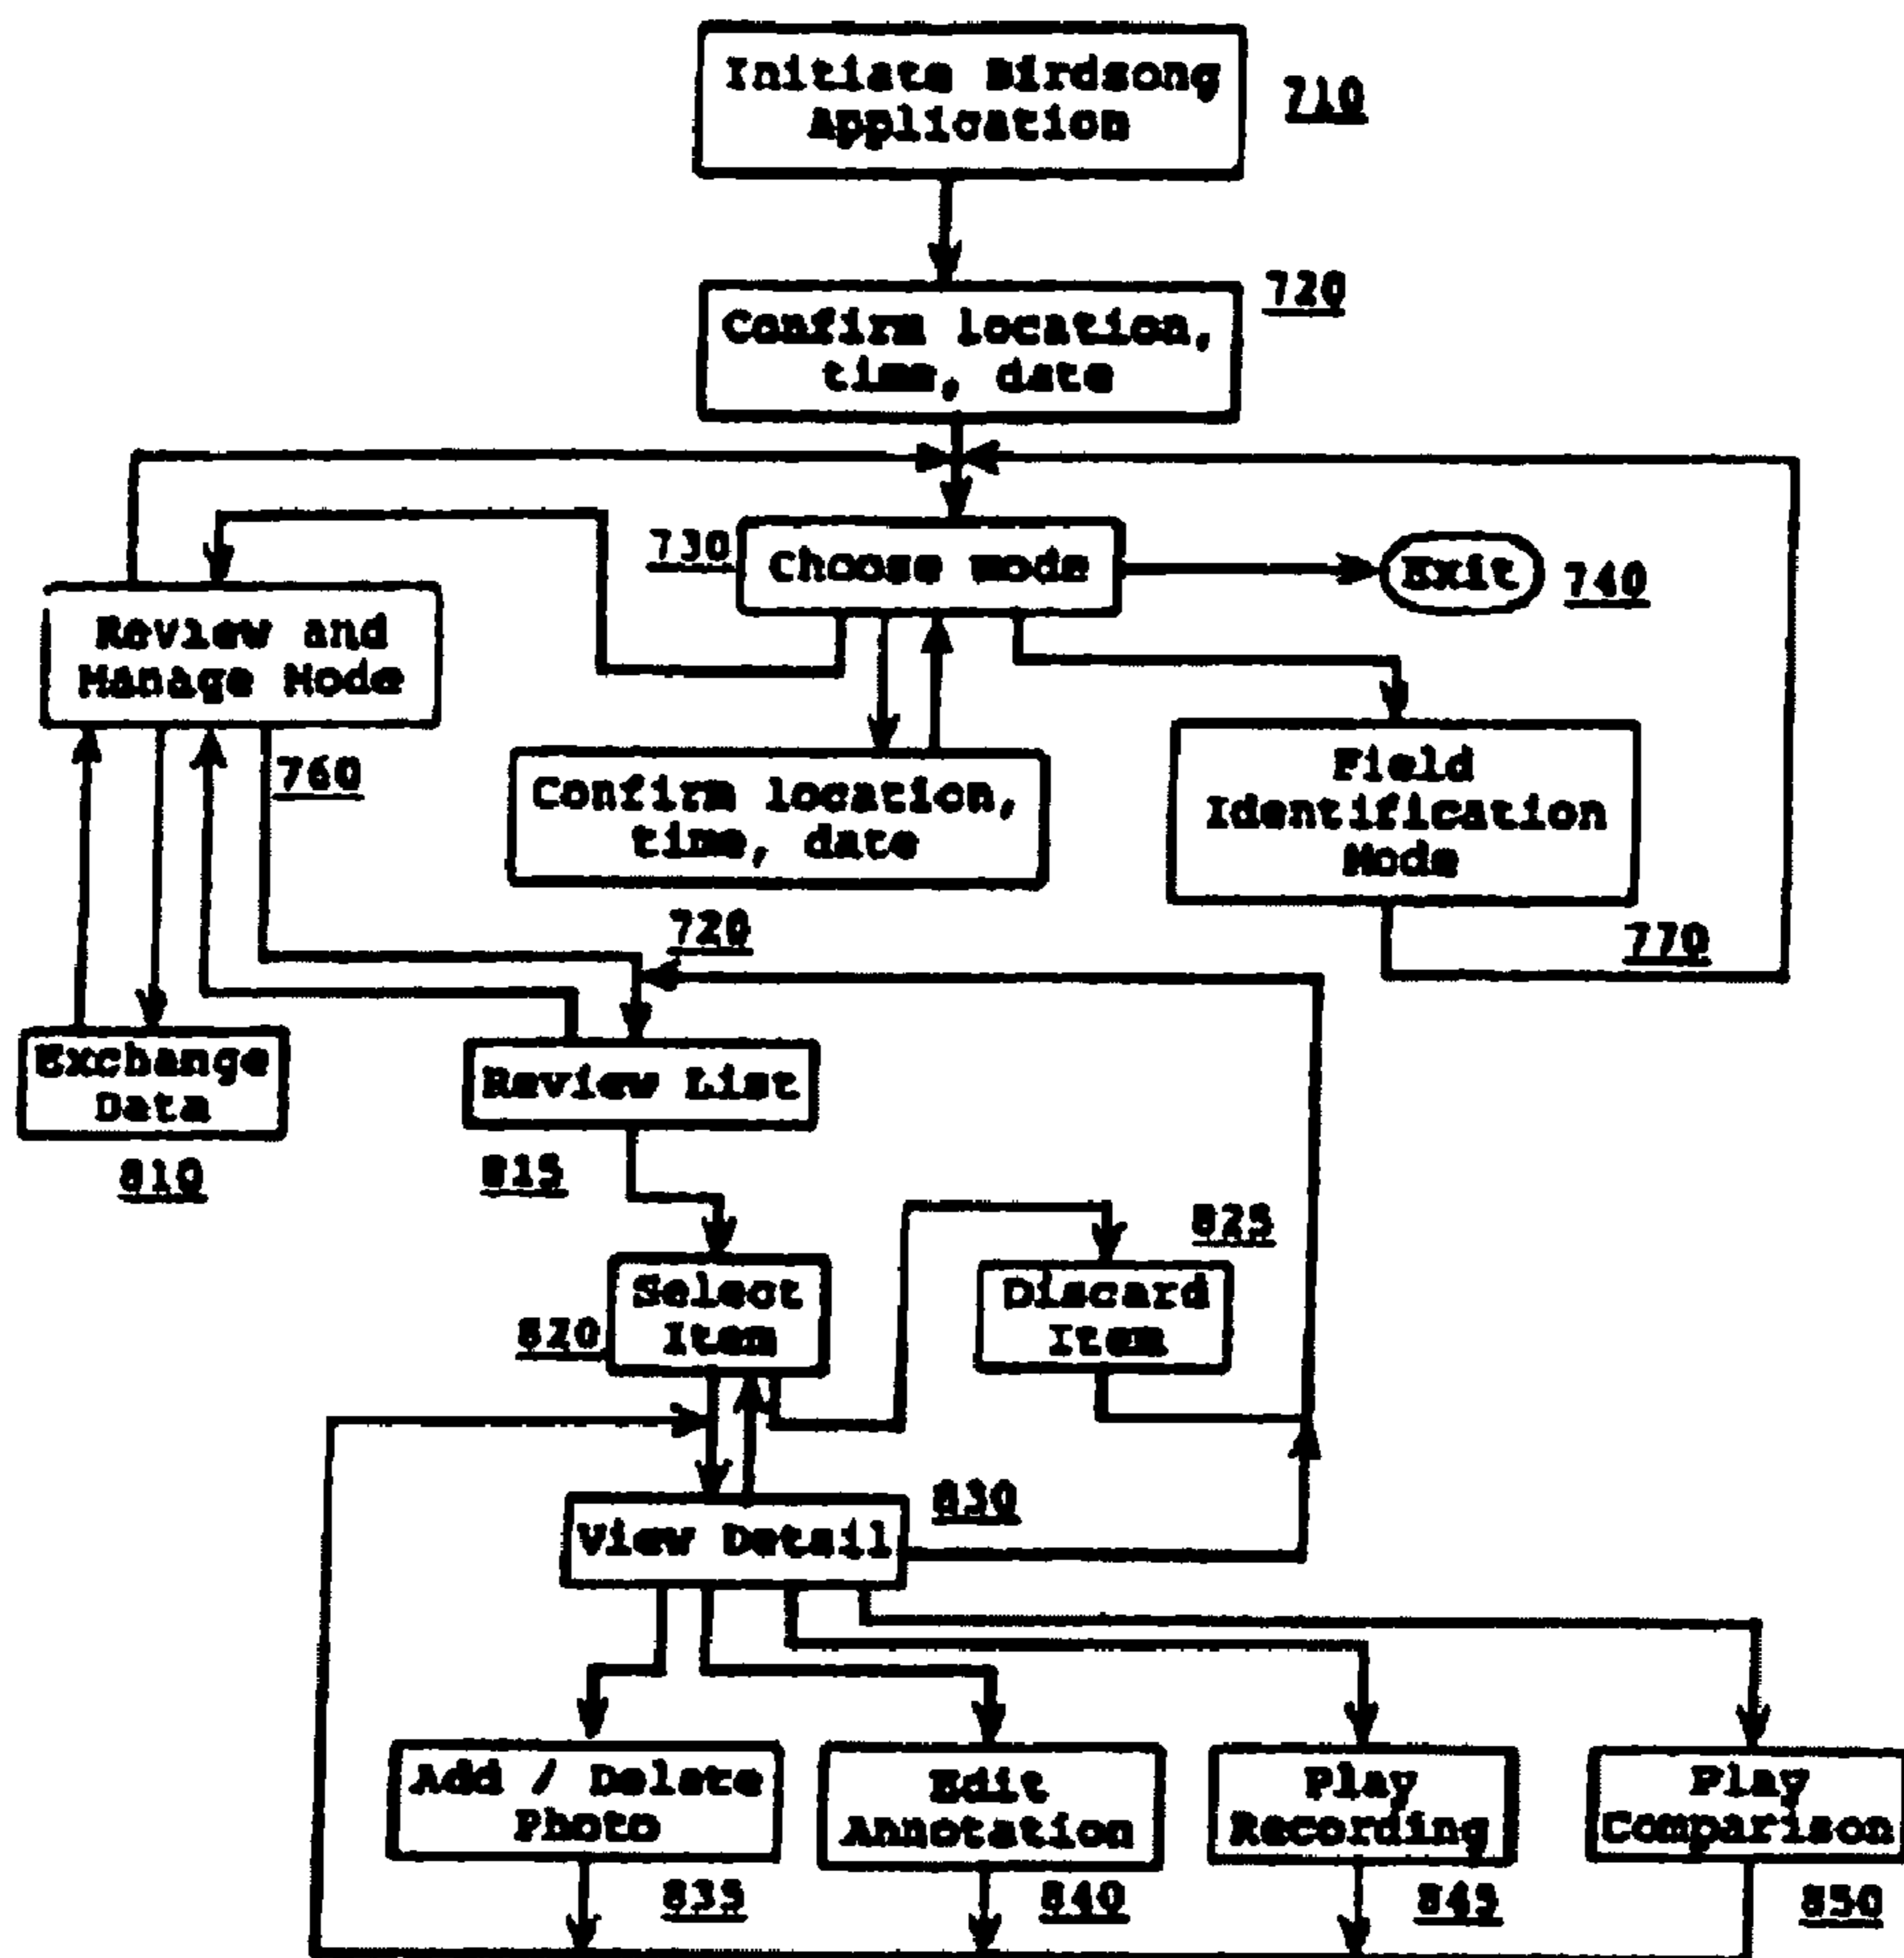 Initiate Birdsong
Application
710
Confirm location,
time, date
720
730
Choose mode
Exit
740
Review and
Manage Mode
760
Confirm location,
time, date
720
Field
Identification
Mode
770
Exchange
Data
810
Review List
815
Select
Item
820
Discard
Item
825
View Detail
830
Add / Delete
Photo
835
Edit
Annotation
840
Play
Recording
845
Play
Comparison
850